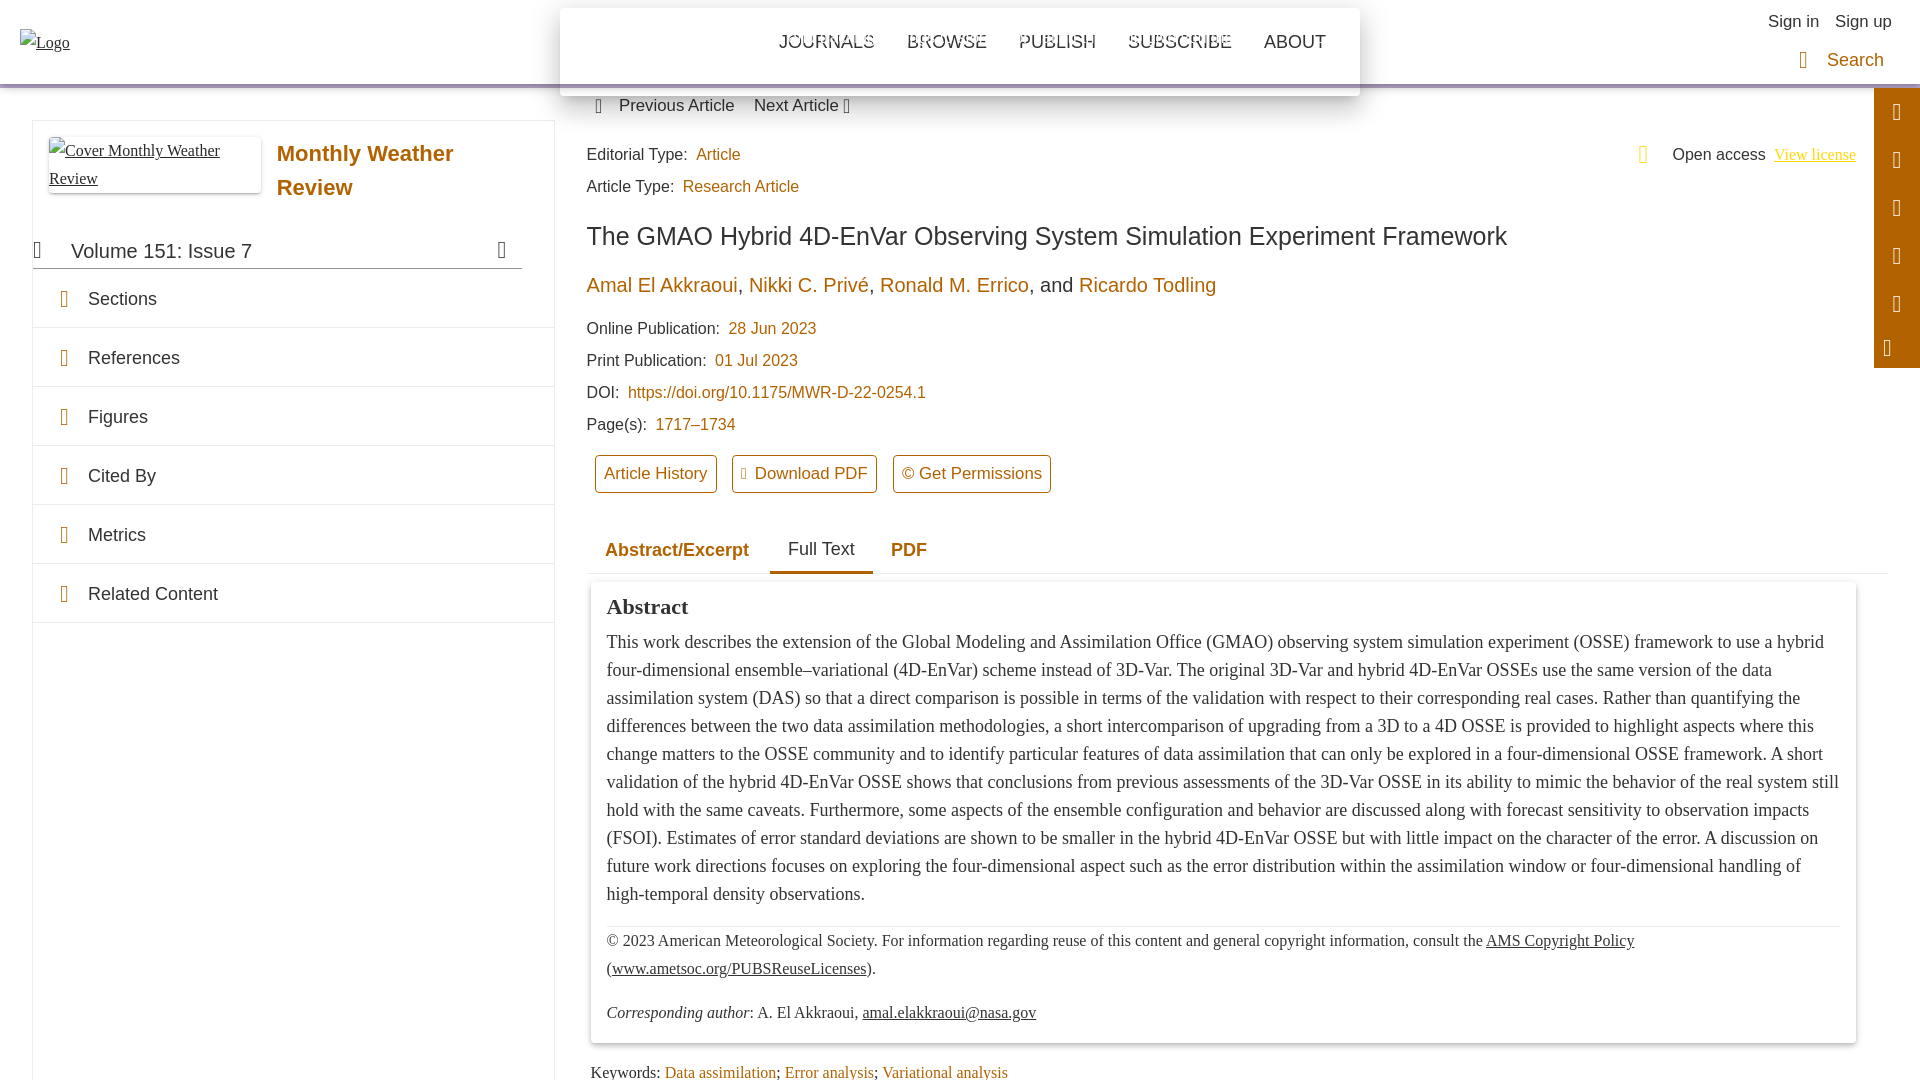 Logo
JOURNALS BROWSE PUBLISH SUBSCRIBE ABOUT
Sign in Sign up
Search
Previous Article Next Article
Cover Monthly Weather Review
Monthly Weather
Review
Volume 151: Issue 7
Sections
References
Figures
Cited By
Metrics
Related Content
Editorial Type: Article
Open access View license
Article Type: Research Article
The GMAO Hybrid 4D-EnVar Observing System Simulation Experiment Framework
Amal El Akkraoui, Nikki C. Privé, Ronald M. Errico, and Ricardo Todling
Online Publication: 28 Jun 2023
Print Publication: 01 Jul 2023
DOI: https://doi.org/10.1175/MWR-D-22-0254.1
Page(s): 1717–1734
Article History Download PDF © Get Permissions
Abstract/Excerpt Full Text PDF
Abstract
This work describes the extension of the Global Modeling and Assimilation Office (GMAO) observing system simulation experiment (OSSE) framework to use a hybrid
four-dimensional ensemble–variational (4D-EnVar) scheme instead of 3D-Var. The original 3D-Var and hybrid 4D-EnVar OSSEs use the same version of the data
assimilation system (DAS) so that a direct comparison is possible in terms of the validation with respect to their corresponding real cases. Rather than quantifying the
differences between the two data assimilation methodologies, a short intercomparison of upgrading from a 3D to a 4D OSSE is provided to highlight aspects where this
change matters to the OSSE community and to identify particular features of data assimilation that can only be explored in a four-dimensional OSSE framework. A short
validation of the hybrid 4D-EnVar OSSE shows that conclusions from previous assessments of the 3D-Var OSSE in its ability to mimic the behavior of the real system still
hold with the same caveats. Furthermore, some aspects of the ensemble configuration and behavior are discussed along with forecast sensitivity to observation impacts
(FSOI). Estimates of error standard deviations are shown to be smaller in the hybrid 4D-EnVar OSSE but with little impact on the character of the error. A discussion on
future work directions focuses on exploring the four-dimensional aspect such as the error distribution within the assimilation window or four-dimensional handling of
high-temporal density observations.
© 2023 American Meteorological Society. For information regarding reuse of this content and general copyright information, consult the AMS Copyright Policy
(www.ametsoc.org/PUBSReuseLicenses).
Corresponding author: A. El Akkraoui, amal.elakkraoui@nasa.gov
Keywords: Data assimilation; Error analysis; Variational analysis